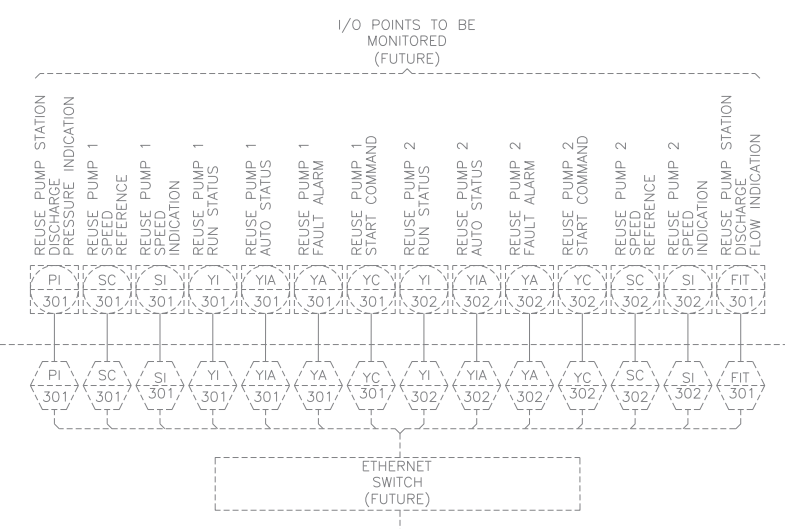 I/O POINTS TO BE
MONITORED
(FUTURE)
REUSE PUMP STATION
DISCHARGE
PRESSURE INDICATION
REUSE PUMP 1
SPEED
REFERENCE
REUSE PUMP 1
SPEED
INDICATION
REUSE PUMP 1
RUN STATUS
REUSE PUMP 1
AUTO STATUS
REUSE PUMP 1
FAULT ALARM
REUSE PUMP 1
START COMMAND
REUSE PUMP 2
RUN STATUS
REUSE PUMP 2
AUTO STATUS
REUSE PUMP 2
FAULT ALARM
REUSE PUMP 2
START COMMAND
REUSE PUMP 2
SPEED
REFERENCE
REUSE PUMP 2
SPEED
INDICATION
REUSE PUMP STATION
DISCHARGE
FLOW INDICATION
PI SC SI YI YIA YA YC YI YIA YA YC SC SI FIT
301 301 301 301 301 301 301 302 302 302 302 302 302 301
PI SC SI YI YIA YA YC YI YIA YA YC SC SI FIT
301 301 301 301 301 301 301 302 302 302 302 302 302 301
ETHERNET
SWITCH
(FUTURE)